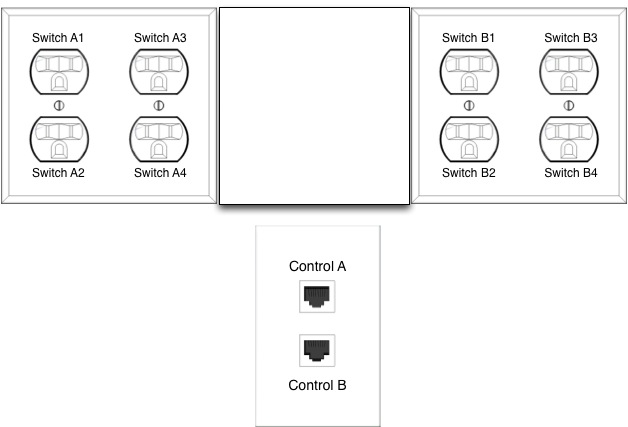 Switch A1
Switch A3
Switch A2
Switch A4
Switch B1
Switch B3
Switch B2
Switch B4
Control A
Control B